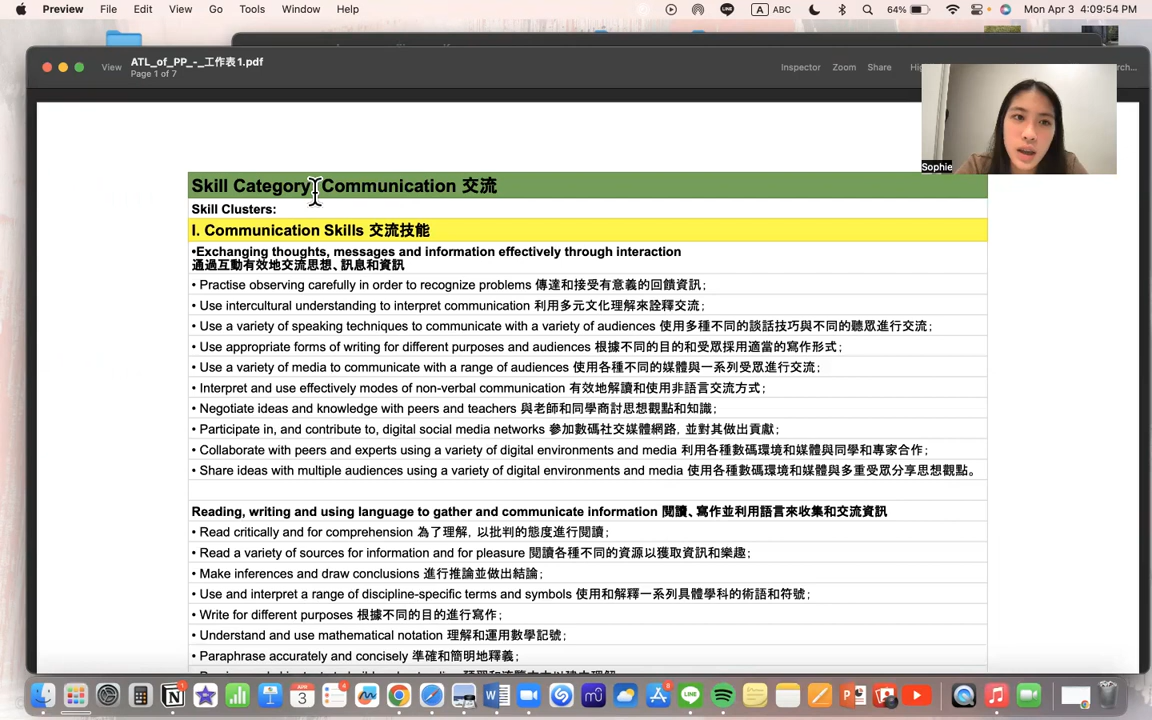 Preview File Edit View Go Tools Window Help
A ABC 64% Mon Apr 3 4:09:54 PM
View ATL_of_PP_-_工作表1.pdf Inspector Zoom Share
Page 1 of 7
Sophie
Skill Category Communication 交流
Skill Clusters:
I. Communication Skills 交流技能
•Exchanging thoughts, messages and information effectively through interaction
通過互動有效地交流思想、訊息和資訊
• Practise observing carefully in order to recognize problems 傳達和接受有意義的回饋資訊；
• Use intercultural understanding to interpret communication 利用多元文化理解來詮釋交流；
• Use a variety of speaking techniques to communicate with a variety of audiences 使用多種不同的談話技巧與不同的聽眾進行交流；
• Use appropriate forms of writing for different purposes and audiences 根據不同的目的和受眾採用適當的寫作形式；
• Use a variety of media to communicate with a range of audiences 使用各種不同的媒體與一系列受眾進行交流；
• Interpret and use effectively modes of non-verbal communication 有效地解讀和使用非語言交流方式；
• Negotiate ideas and knowledge with peers and teachers 與老師和同學商討思想觀點和知識；
• Participate in, and contribute to, digital social media networks 參加數碼社交媒體網路，並對其做出貢獻；
• Collaborate with peers and experts using a variety of digital environments and media 利用各種數碼環境和媒體與同學和專家合作；
• Share ideas with multiple audiences using a variety of digital environments and media 使用各種數碼環境和媒體與多重受眾分享思想觀點。
Reading, writing and using language to gather and communicate information 閱讀、寫作並利用語言來收集和交流資訊
• Read critically and for comprehension 為了理解，以批判的態度進行閱讀；
• Read a variety of sources for information and for pleasure 閱讀各種不同的資源以獲取資訊和樂趣；
• Make inferences and draw conclusions 進行推論並做出結論；
• Use and interpret a range of discipline-specific terms and symbols 使用和解釋一系列具體學科的術語和符號；
• Write for different purposes 根據不同的目的進行寫作；
• Understand and use mathematical notation 理解和運用數學記號；
• Paraphrase accurately and concisely 準確和簡明地釋義；